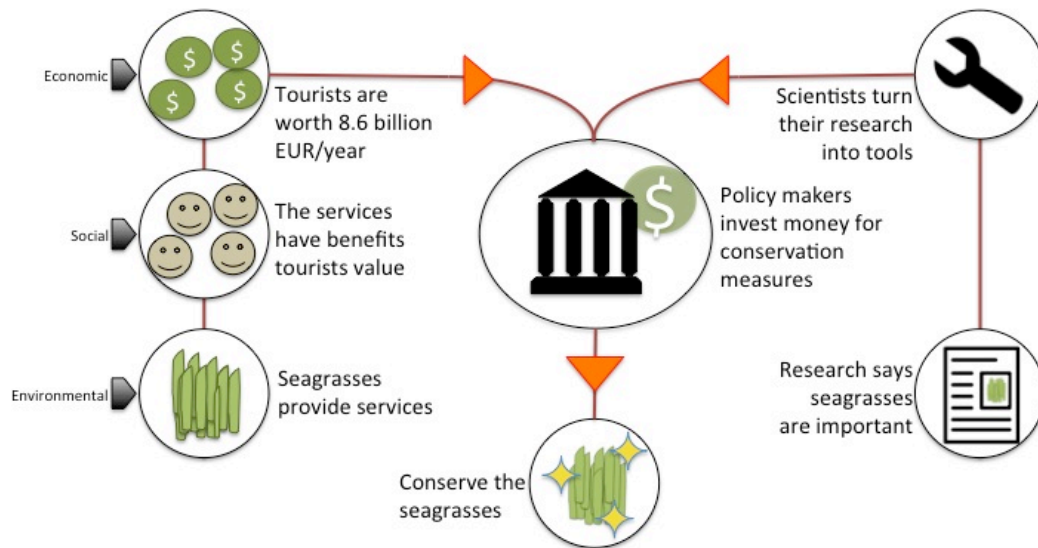 Economic
$
$
$
$
Tourists are
worth 8.6 billion
EUR/year
Scientists turn
their research
into tools
Social
The services
have benefits
tourists value
$
Policy makers
invest money for
conservation
measures
Environmental
Seagrasses
provide services
Research says
seagrasses
are important
Conserve the
seagrasses